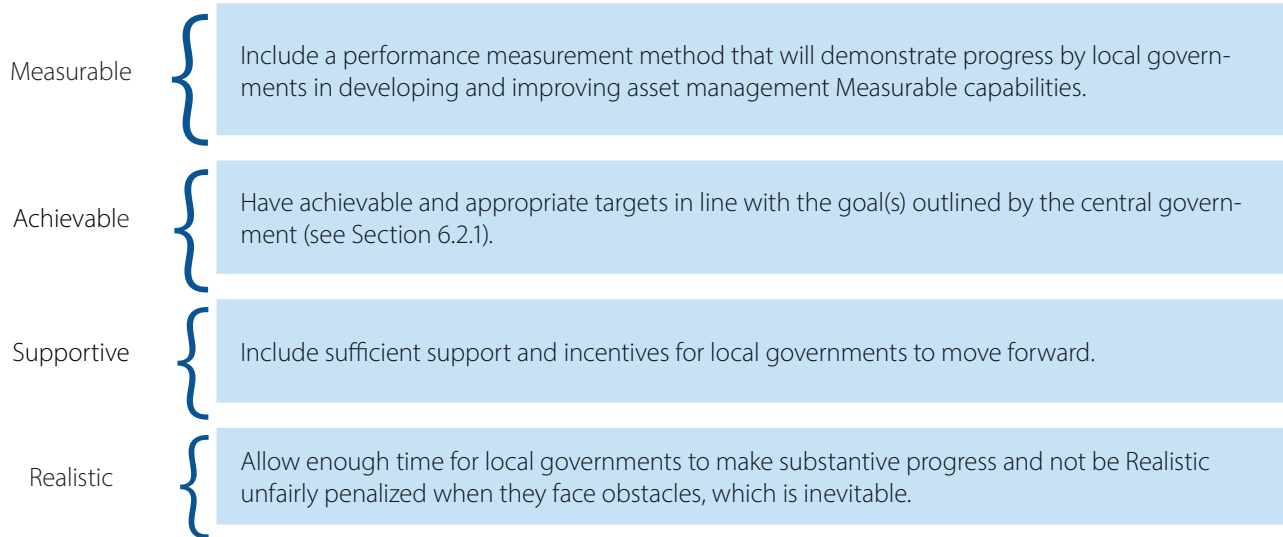 Measurable
Include a performance measurement method that will demonstrate progress by local govern-
ments in developing and improving asset management Measurable capabilities.
Achievable
Have achievable and appropriate targets in line with the goal(s) outlined by the central govern-
ment (see Section 6.2.1).
Supportive
Include sufficient support and incentives for local governments to move forward.
Realistic
Allow enough time for local governments to make substantive progress and not be Realistic
unfairly penalized when they face obstacles, which is inevitable.